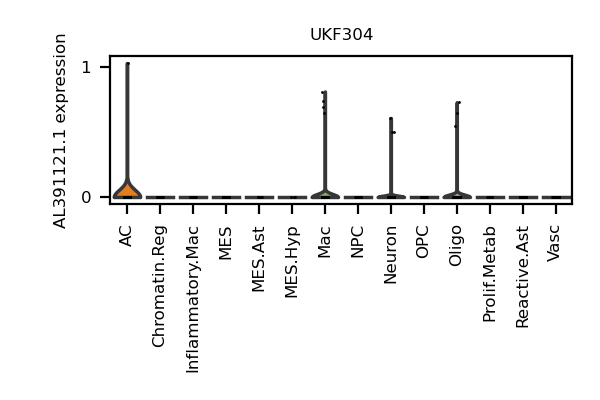 UKF304
AL391121.1 expression
1
0
AC
Chromatin.Reg
Inflammatory.Mac
MES
MES.Ast
MES.Hyp
Mac
NPC
Neuron
OPC
Oligo
Prolif.Metab
Reactive.Ast
Vasc